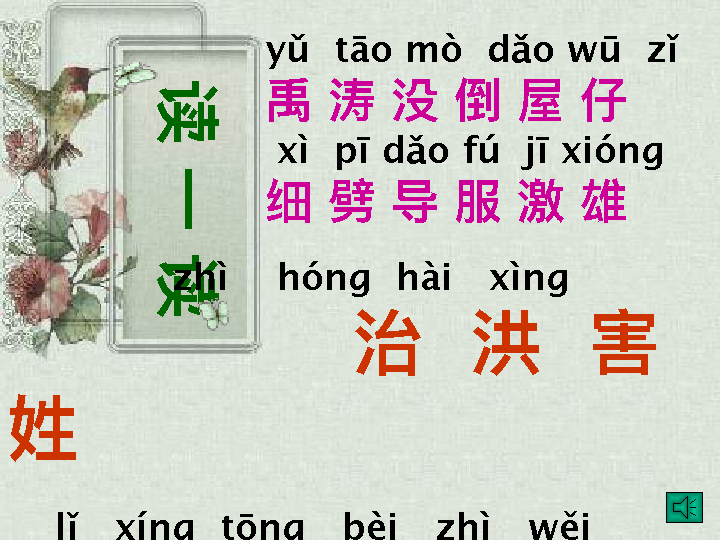 读一读
yǔ tāo mò dǎo wū zǐ
禹 涛 没 倒 屋 仔
xì pī dǎo fú jī xióng
细 劈 导 服 激 雄
zhì hóng hài xìng
治 洪 害
姓
lǐ xíng tōng bèi zhì wěi